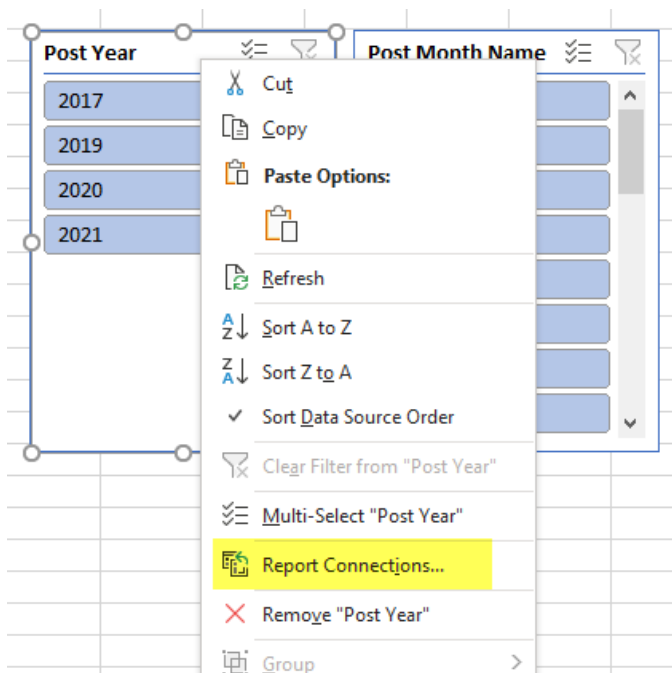 Post Year
Post Month Name
2017
2019
2020
2021
Cut
Copy
Paste Options:
Refresh
Sort A to Z
Sort Z to A
Sort Data Source Order
Clear Filter from "Post Year"
Multi-Select "Post Year"
Report Connections...
Remove "Post Year"
Group